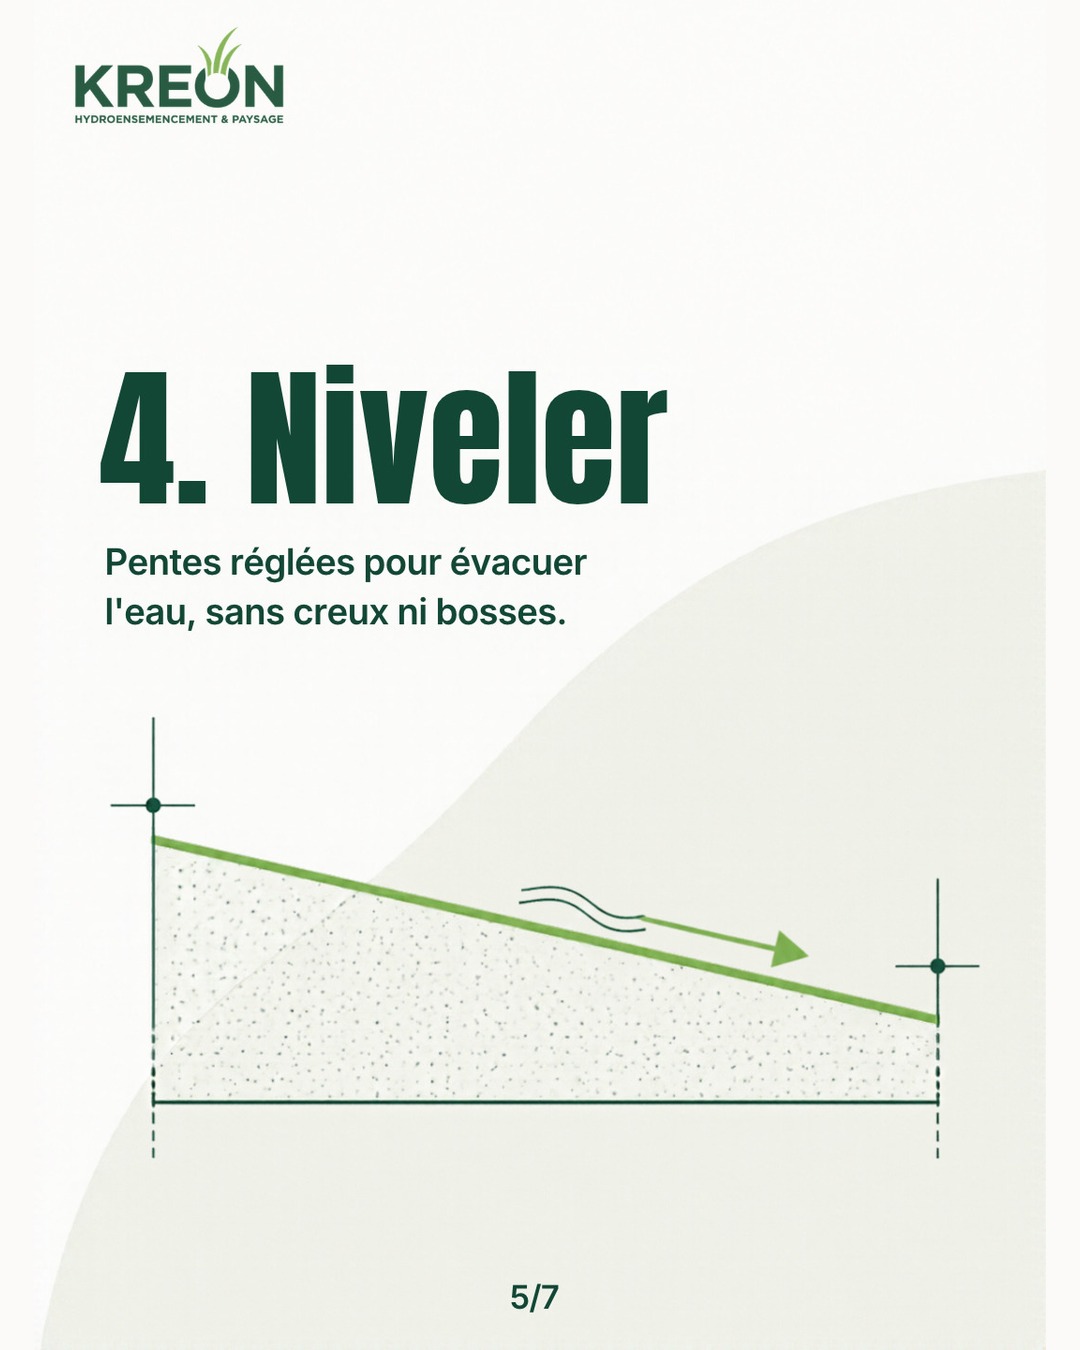 KREON
HYDROENSEMENCEMENT & PAYSAGE
4. Niveler
Pentes réglées pour évacuer
l'eau, sans creux ni bosses.
5/7